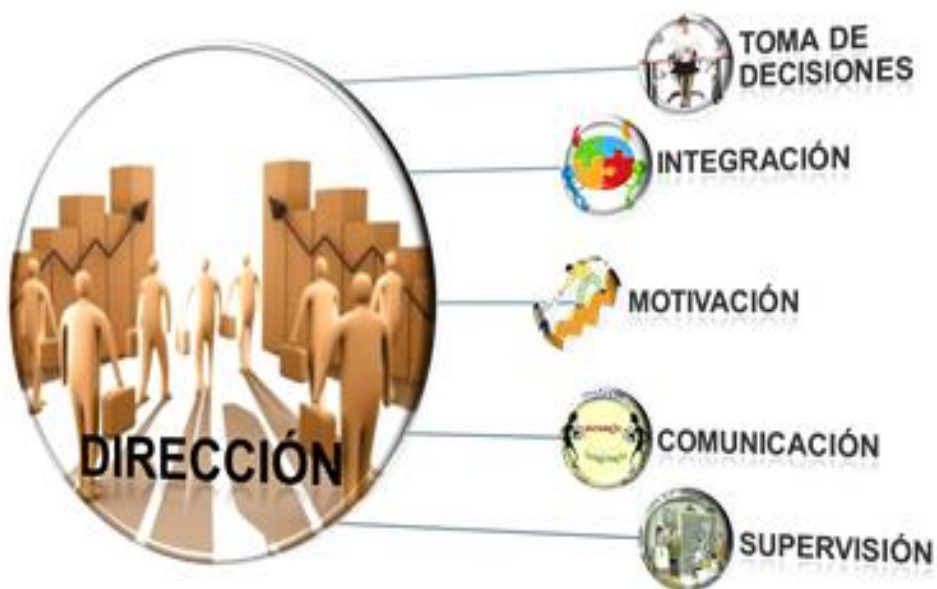 TOMA DE
DECISIONES
INTEGRACIÓN
MOTIVACIÓN
DIRECCIÓN
COMUNICACIÓN
SUPERVISIÓN